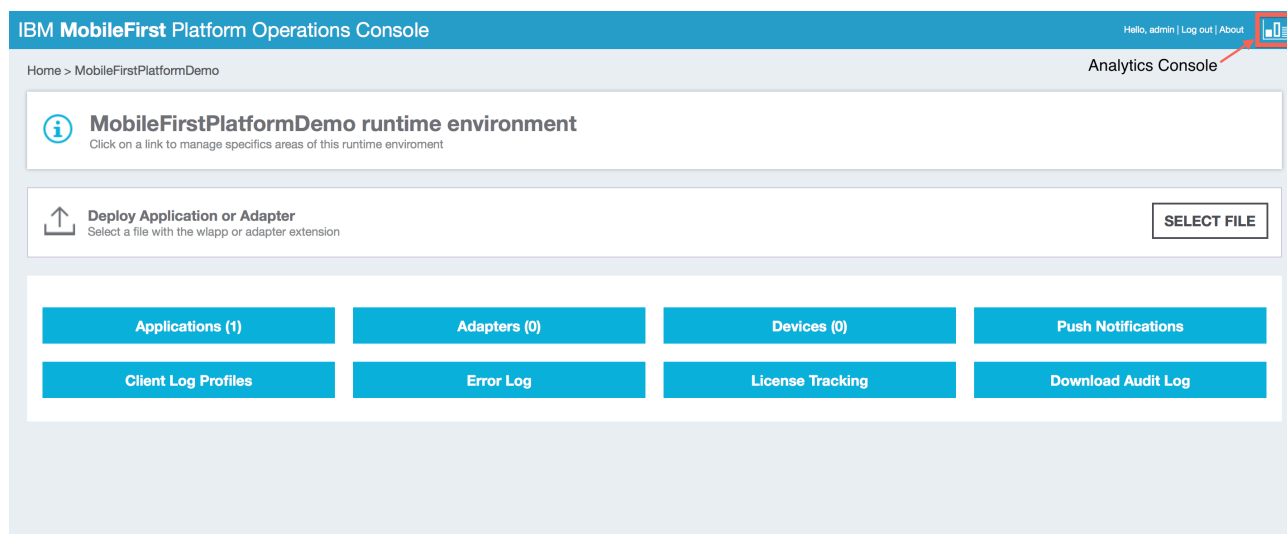 IBM MobileFirst Platform Operations Console
Hello, admin | Log out | About
Home > MobileFirstPlatformDemo
Analytics Console
MobileFirstPlatformDemo runtime environment
Click on a link to manage specifics areas of this runtime enviroment
Deploy Application or Adapter
Select a file with the wlapp or adapter extension
SELECT FILE
Applications (1)
Adapters (0)
Devices (0)
Push Notifications
Client Log Profiles
Error Log
License Tracking
Download Audit Log